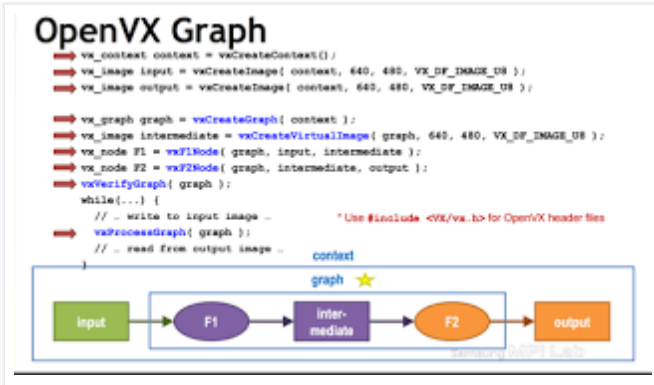 OpenVX Graph
vx_context context = vxCreateContext();
vx_image input = vxCreateImage( context, 640, 480, VX_DF_IMAGE_U8 );
vx_image output = vxCreateImage( context, 640, 480, VX_DF_IMAGE_U8 );
vx_graph graph = vxCreateGraph( context );
vx_image intermediate = vxCreateVirtualImage( graph, 640, 480, VX_DF_IMAGE_U8 );
vx_node F1 = vxF1Node( graph, input, intermediate );
vx_node F2 = vxF2Node( graph, intermediate, output );
vxVerifyGraph( graph );
while(...) {
// … write to input image …
* Use #include <VX/vx.h> for OpenVX header files
vxProcessGraph( graph );
// … read from output image …
}
context
graph
input
F1
inter-
mediate
F2
output
Samsung MPI Lab